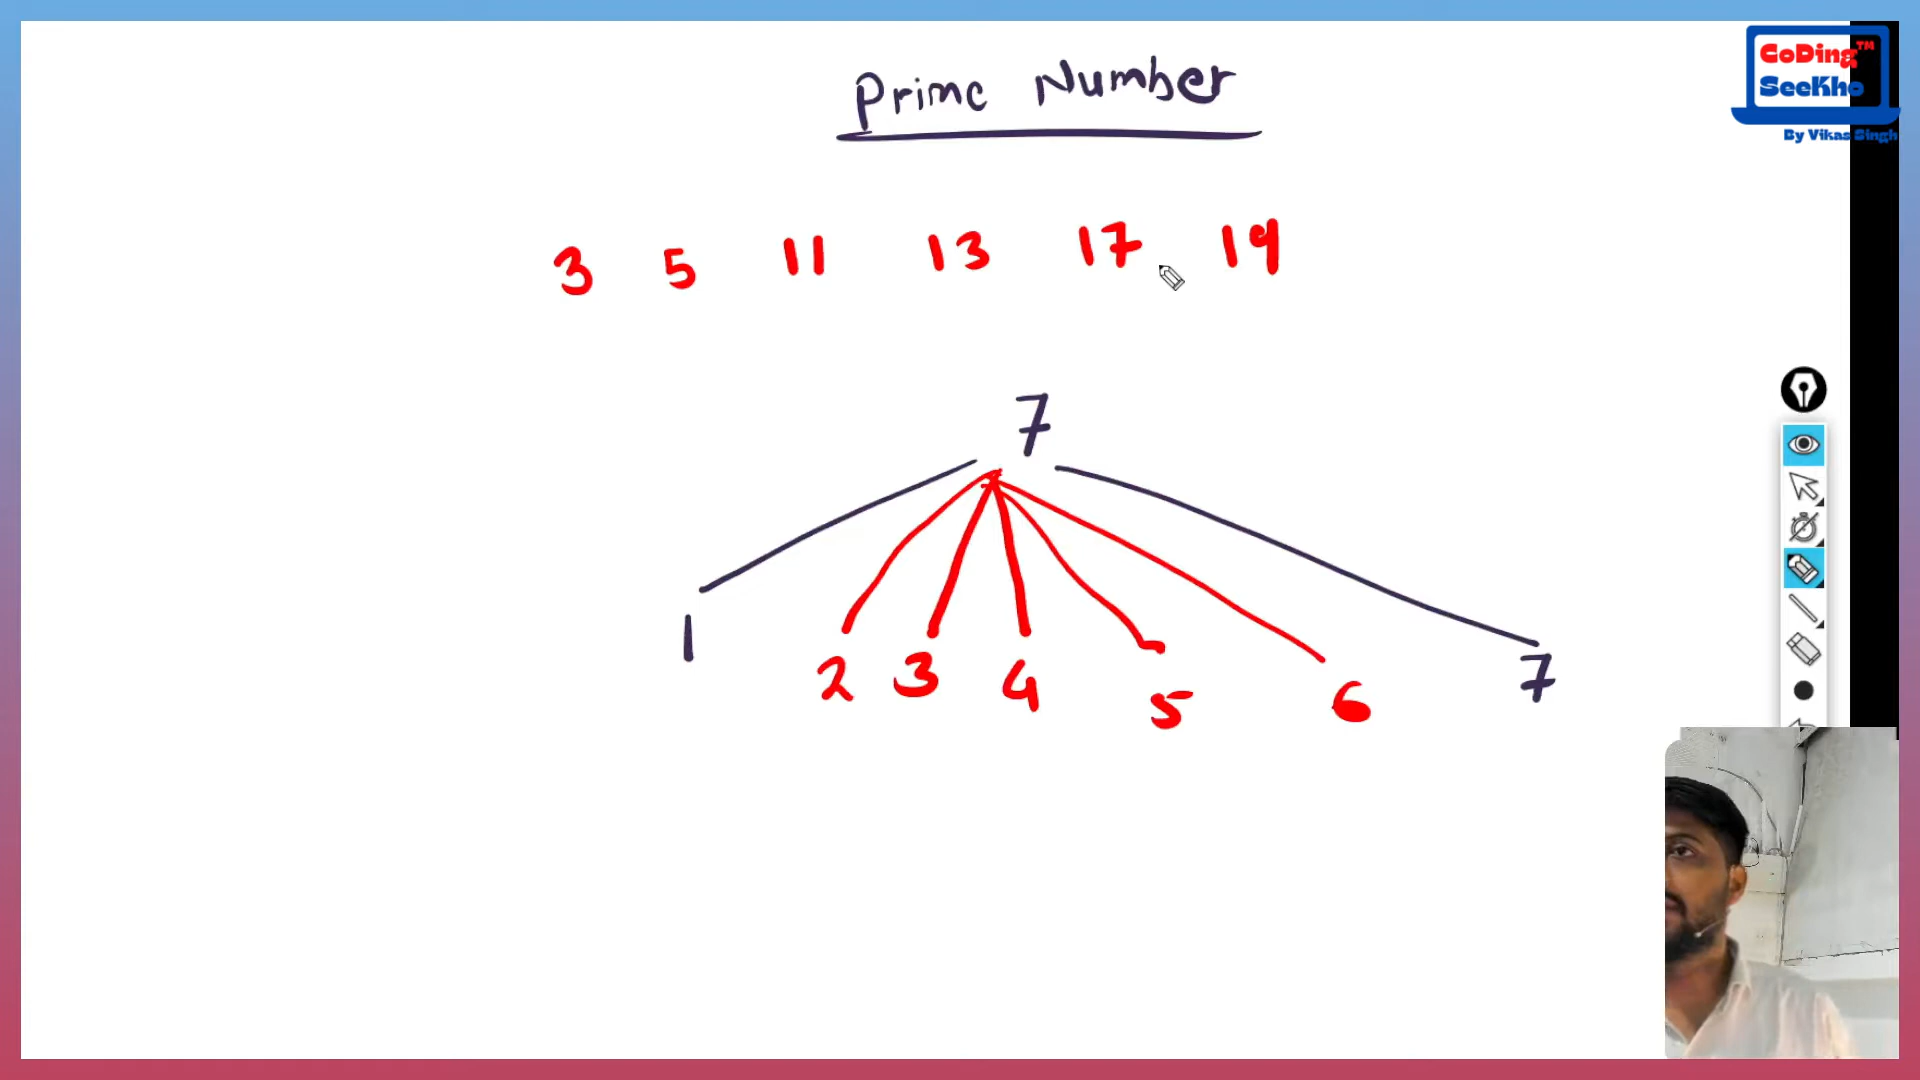 Prime Number
CoDing™
SeeKho
By Vikas Singh
3 5 11 13 17 19
7
1 2 3 4 5 6 7